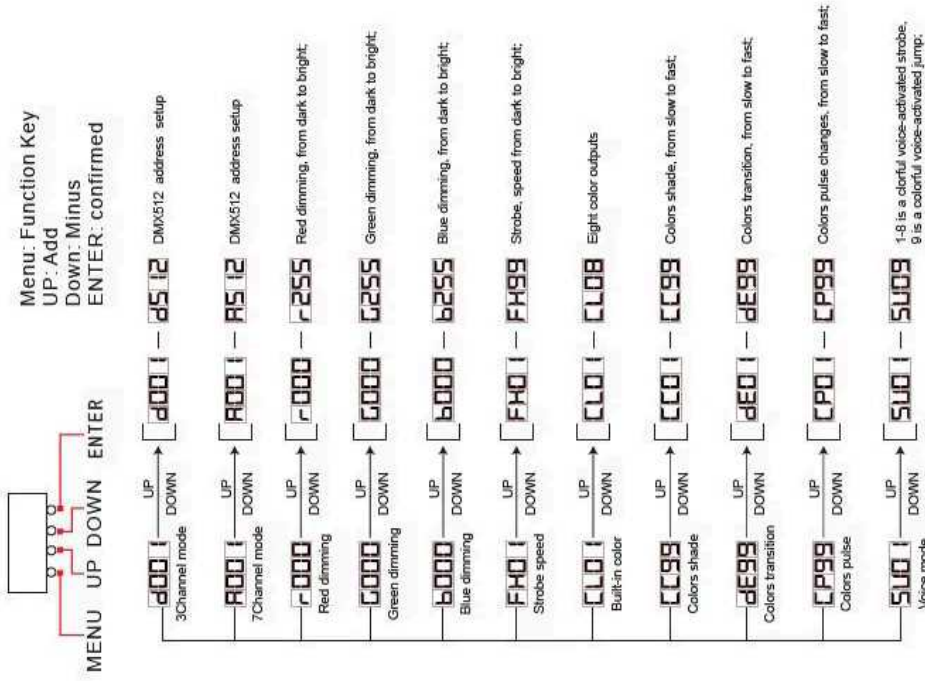 Menu: Function Key
UP: Add
Down: Minus
ENTER: confirmed
MENU UP DOWN ENTER
d001 UP DOWN d001 — d512 DMX512 address setup
3Channel mode
A001 UP DOWN A001 — A512 DMX512 address setup
7Channel mode
r000 UP DOWN r000 — r255 Red dimming, from dark to bright;
Red dimming
G000 UP DOWN G000 — G255 Green dimming, from dark to bright;
Green dimming
b000 UP DOWN b000 — b255 Blue dimming, from dark to bright;
Blue dimming
FH01 UP DOWN FH01 — FH99 Strobe, speed from dark to bright;
Strobe speed
CL01 UP DOWN CL01 — CL08 Eight color outputs
Built-in color
CC99 UP DOWN CC01 — CC99 Colors shade, from slow to fast;
Colors shade
dE99 UP DOWN dE01 — dE99 Colors transition, from slow to fast;
Colors transition
CP99 UP DOWN CP01 — CP99 Colors pulse changes, from slow to fast;
Colors pulse
SU01 UP DOWN SU01 — SU09 1-8 is a clorful voice-activated strobe,
9 is a colorful voice-activated jump;
Voice mode